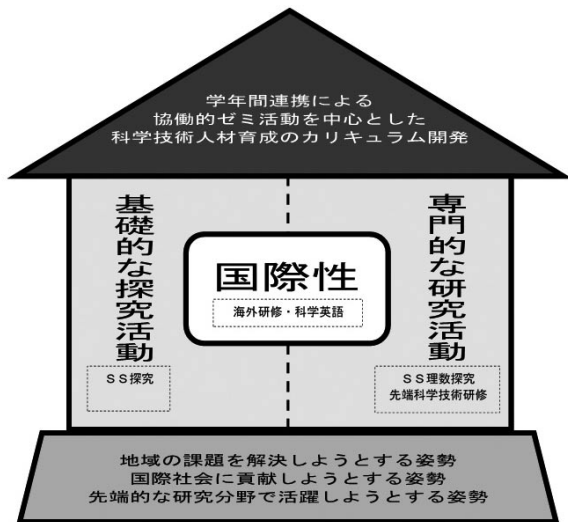 学年間連携による
協働的ゼミ活動を中心とした
科学技術人材育成のカリキュラム開発
基礎的な探究活動
ＳＳ探究
国際性
海外研修・科学英語
専門的な研究活動
ＳＳ理数探究
先端科学技術研修
地域の課題を解決しようとする姿勢
国際社会に貢献しようとする姿勢
先端的な研究分野で活躍しようとする姿勢